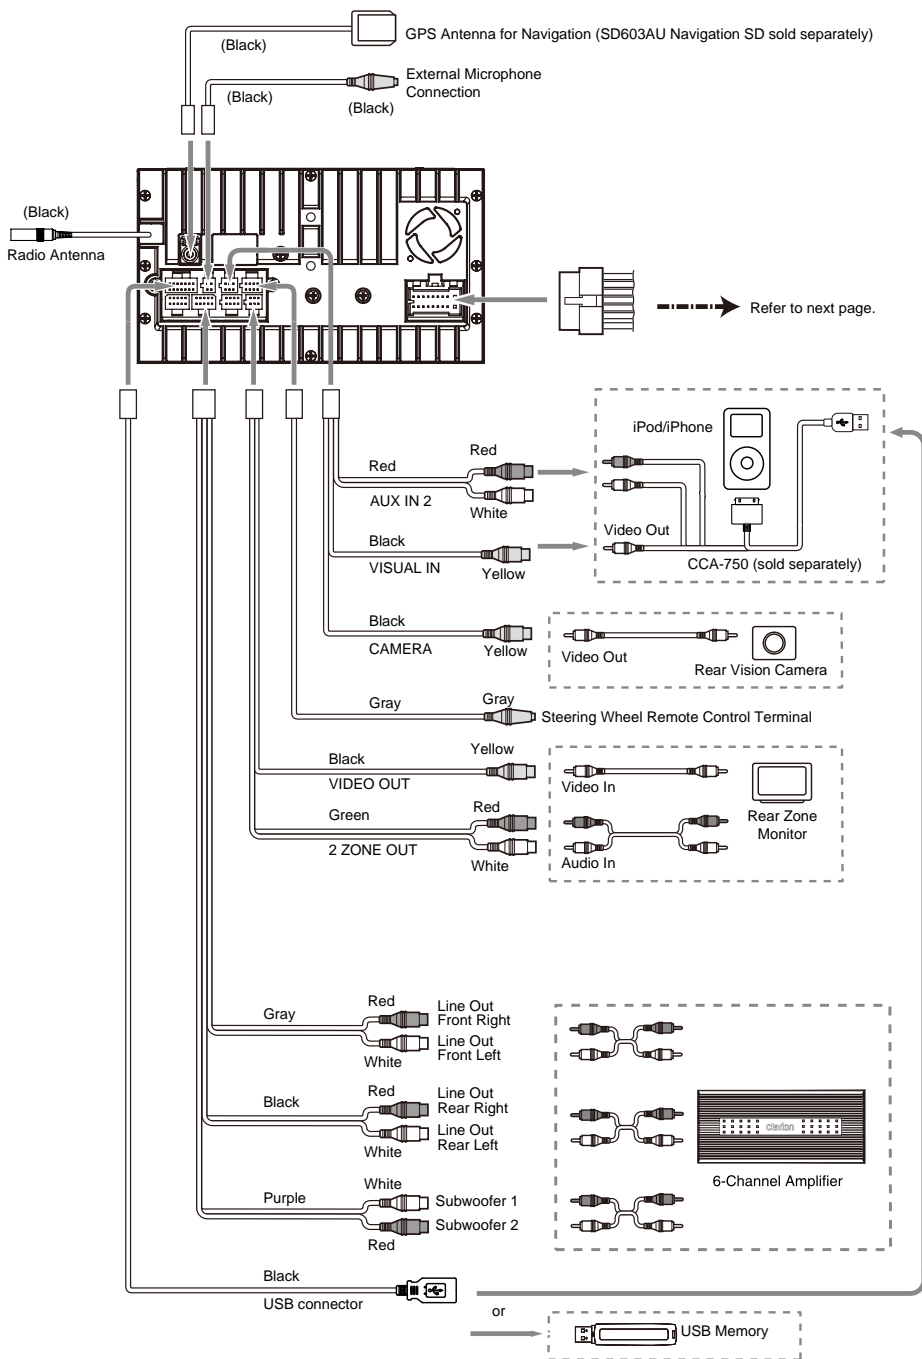 GPS Antenna for Navigation (SD603AU Navigation SD sold separately)
(Black)
External Microphone
Connection
(Black)
(Black)
(Black)
Radio Antenna
Refer to next page.
iPod/iPhone
Red
Red
AUX IN 2
White
Video Out
Black
VISUAL IN
Yellow
CCA-750 (sold separately)
Black
CAMERA
Yellow
Video Out
Rear Vision Camera
Gray
Gray
Steering Wheel Remote Control Terminal
Yellow
Black
VIDEO OUT
Video In
Green
Red
Rear Zone
Monitor
2 ZONE OUT
White
Audio In
Red
Gray
Line Out
Front Right
Line Out
Front Left
White
Red
Black
Line Out
Rear Right
Line Out
Rear Left
White
clarion
6-Channel Amplifier
White
Purple
Subwoofer 1
Subwoofer 2
Red
Black
USB connector
or
USB Memory